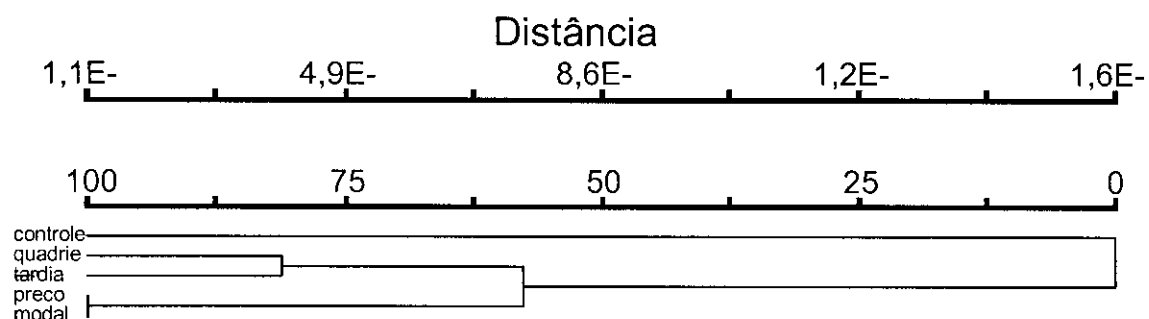 Distância
1,1E- 4,9E- 8,6E- 1,2E- 1,6E-
100 75 50 25 0
controle
quadrie
tardia
preco
modal